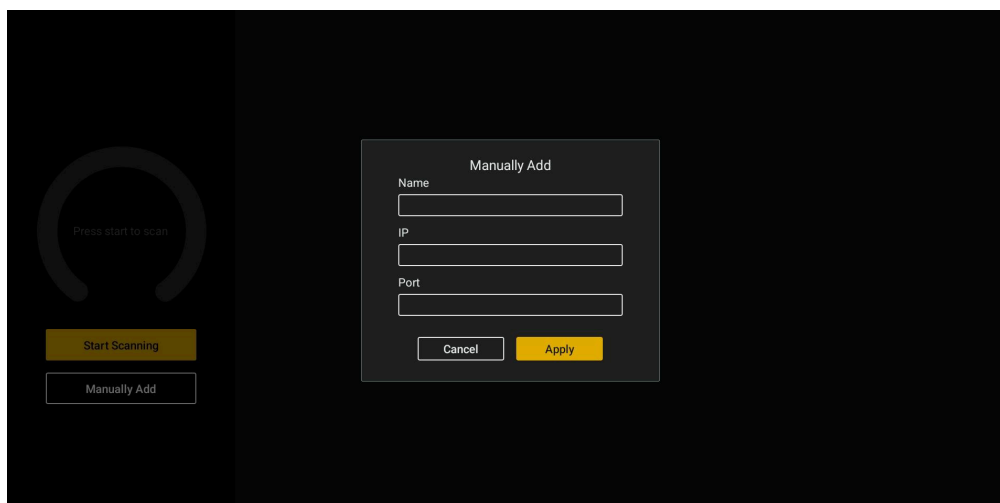 Press start to scan
Start Scanning
Manually Add
Manually Add
Name
IP
Port
Cancel
Apply